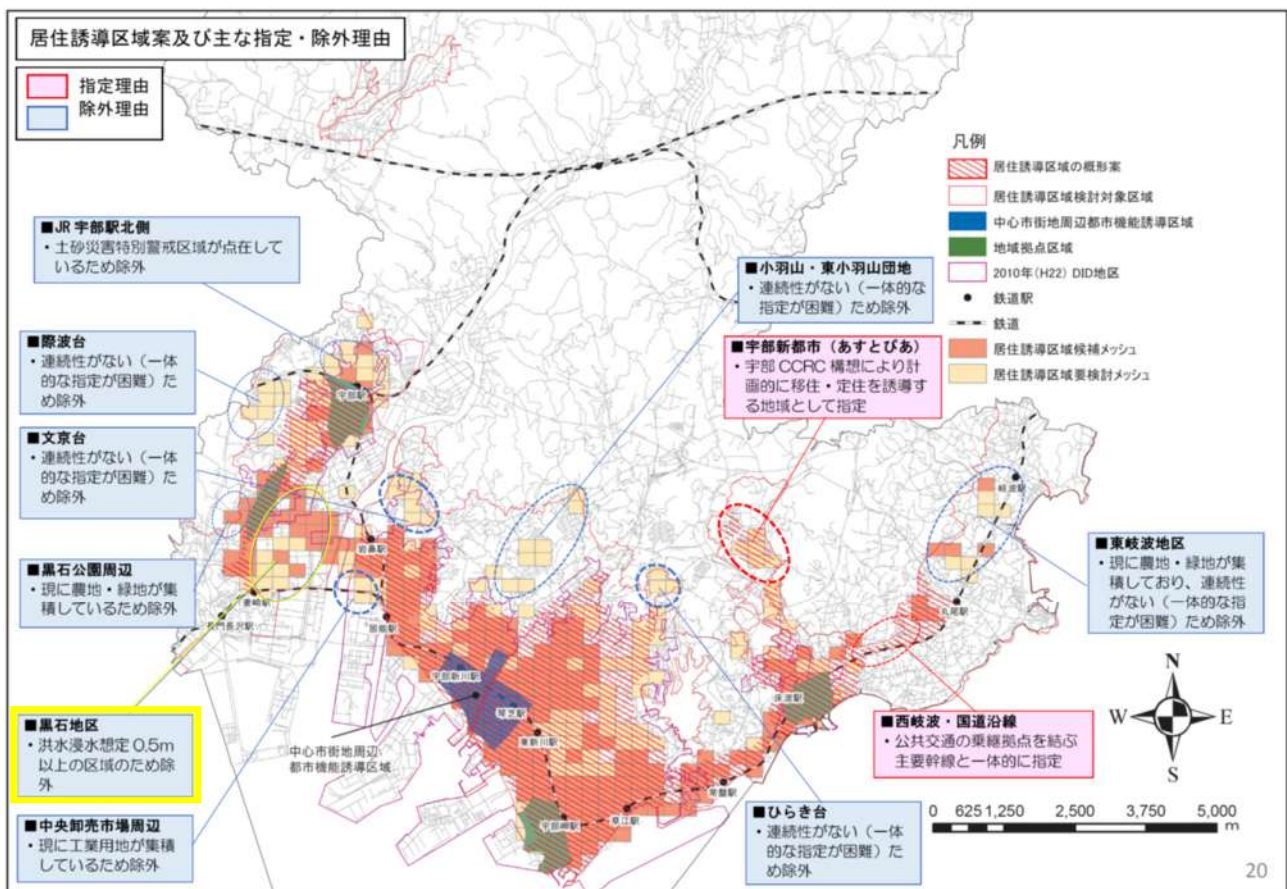 居住誘導区域案及び主な指定・除外理由
指定理由
除外理由
凡例
居住誘導区域の概形案
居住誘導区域検討対象区域
中心市街地周辺都市機能誘導区域
地域拠点区域
2010年(H22) DID地区
鉄道駅
鉄道
居住誘導区域候補メッシュ
居住誘導区域要検討メッシュ
■JR宇部駅北側
・土砂災害特別警戒区域が点在して
いるため除外
■小羽山・東小羽山団地
・連続性がない（一体的な
指定が困難）ため除外
■際波台
・連続性がない（一体
的な指定が困難）ため
除外
■宇部新都市（あすとぴあ）
・宇部CCRC構想により計
画的に移住・定住を誘導す
る地域として指定
■文京台
・連続性がない（一体
的な指定が困難）ため
除外
■黒石公園周辺
・現に農地・緑地が集
積しているため除外
■東岐波地区
・現に農地・緑地が集
積しており、連続性
がない（一体的な指
定が困難）ため除外
■黒石地区
・洪水浸水想定0.5m
以上の区域のため除
外
■西岐波・国道沿線
・公共交通の乗継拠点を結ぶ
主要幹線と一体的に指定
■中央卸売市場周辺
・現に工業用地が集積
しているため除外
■ひらき台
・連続性がない（一体
的な指定が困難）ため
除外
中心市街地周辺
都市機能誘導区域
宇部駅
岩鼻駅
妻崎駅
長門長沢駅
居能駅
宇部新川駅
琴芝駅
東新川駅
宇部岬駅
草江駅
常盤駅
床波駅
丸尾駅
岐波駅
N
W
E
S
0 625 1,250 2,500 3,750 5,000
m
20